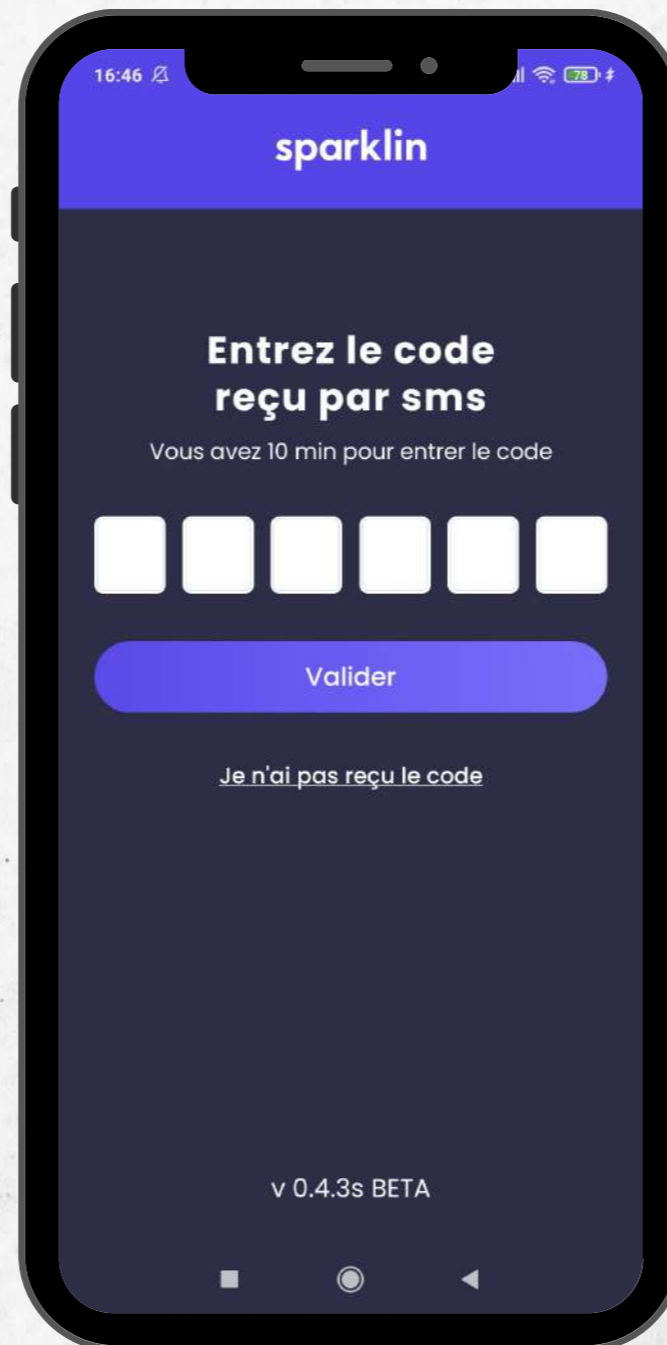 16:46
78
sparklin
Entrez le code
reçu par sms
Vous avez 10 min pour entrer le code
Valider
Je n'ai pas reçu le code
v 0.4.3s BETA